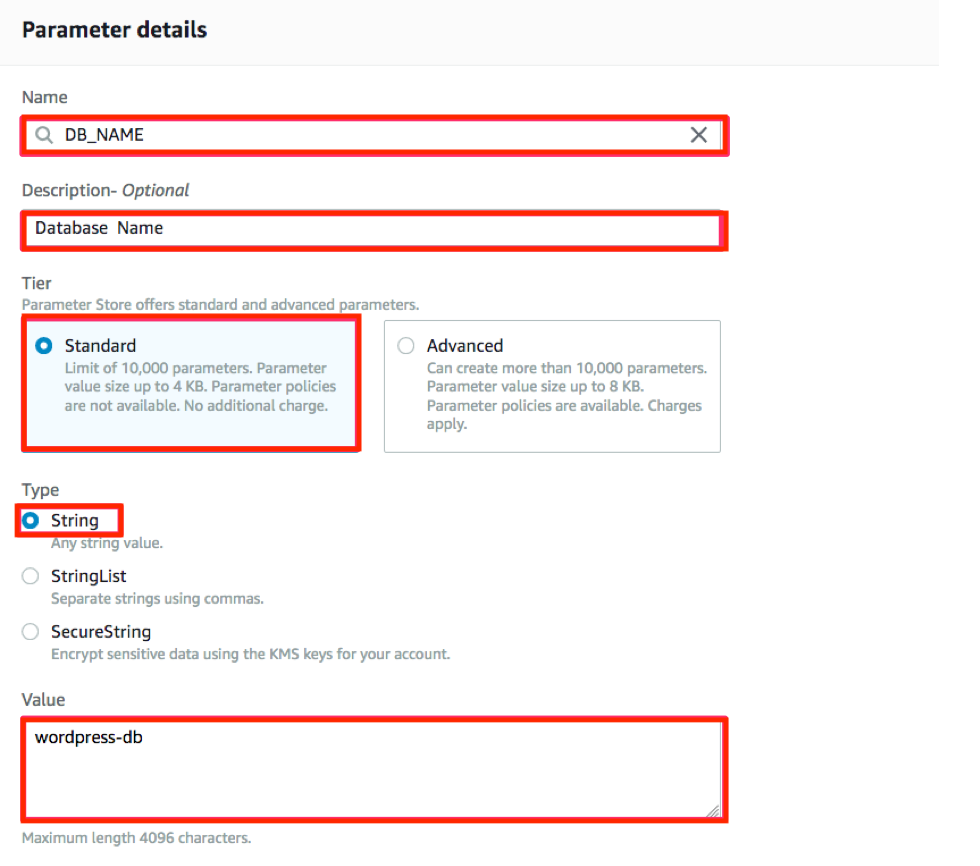 Parameter details
Name
DB_NAME
Description- Optional
Database Name
Tier
Parameter Store offers standard and advanced parameters.
Standard
Limit of 10,000 parameters. Parameter
value size up to 4 KB. Parameter policies
are not available. No additional charge.
Advanced
Can create more than 10,000 parameters.
Parameter value size up to 8 KB.
Parameter policies are available. Charges
apply.
Type
String
Any string value.
StringList
Separate strings using commas.
SecureString
Encrypt sensitive data using the KMS keys for your account.
Value
wordpress-db
Maximum length 4096 characters.